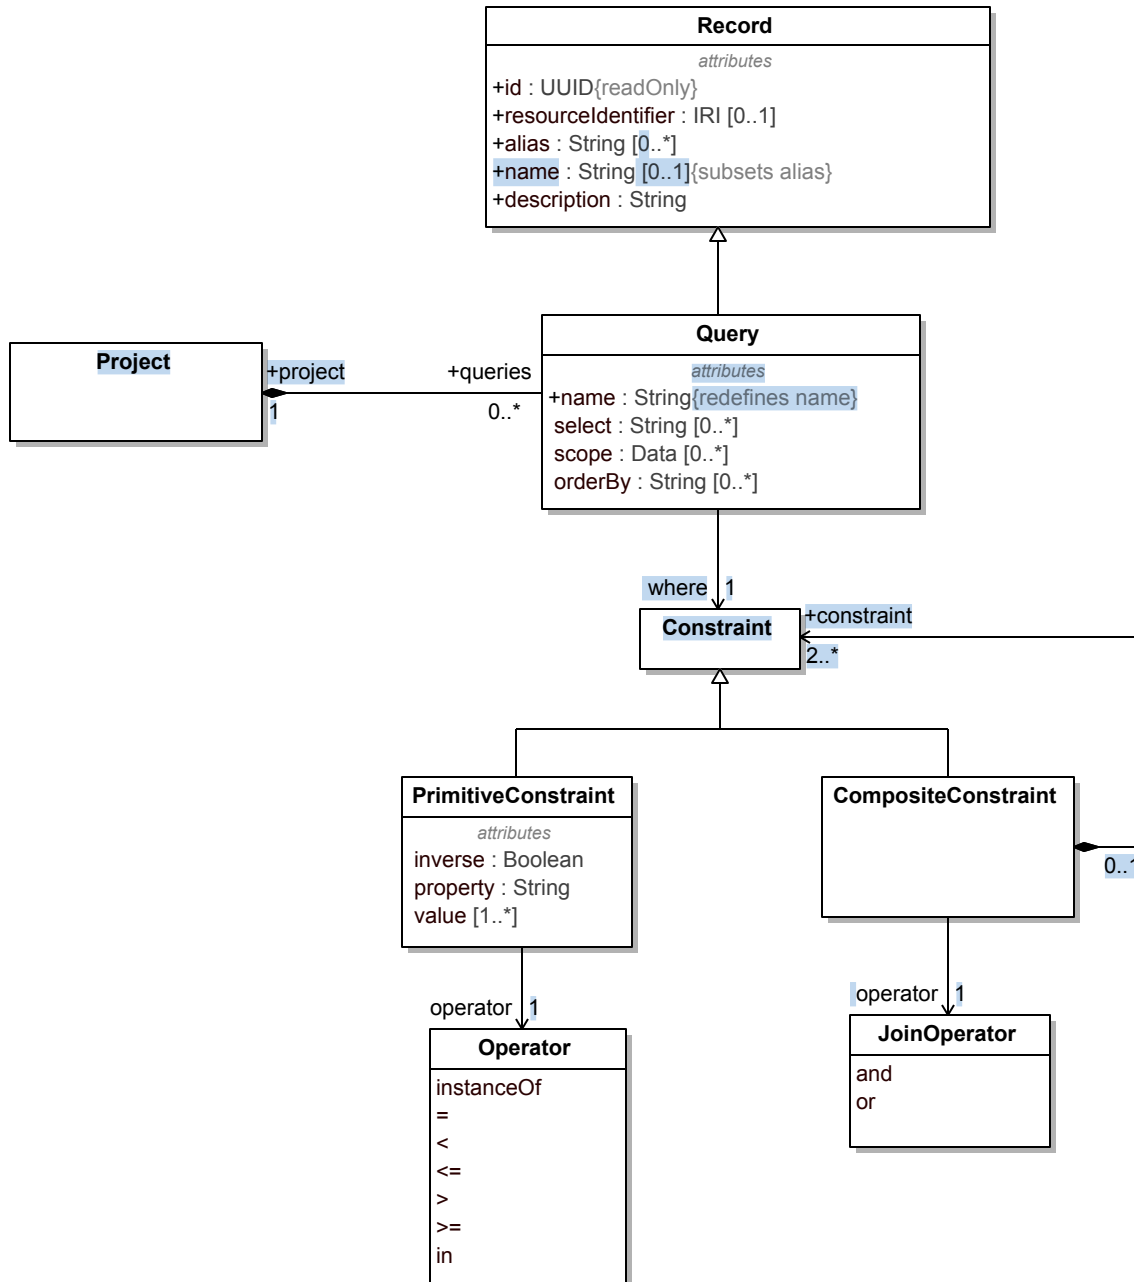 Record
attributes
+id : UUID{readOnly}
+resourceIdentifier : IRI [0..1]
+alias : String [0..*]
+name : String [0..1]{subsets alias}
+description : String
Project
+project
1
+queries
0..*
Query
attributes
+name : String{redefines name}
select : String [0..*]
scope : Data [0..*]
orderBy : String [0..*]
where 1
Constraint
+constraint
2..*
PrimitiveConstraint
attributes
inverse : Boolean
property : String
value [1..*]
CompositeConstraint
0..1
operator 1
Operator
instanceOf
=
<
<=
>
>=
in
operator 1
JoinOperator
and
or